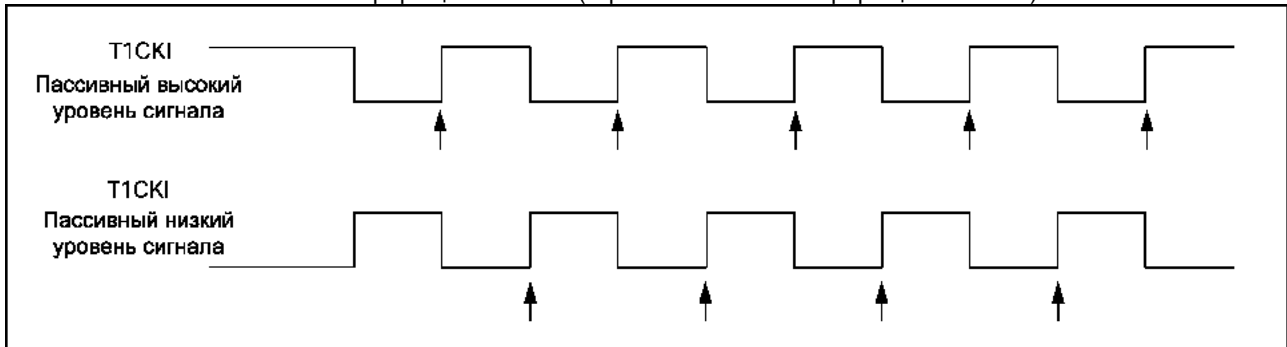 T1CKI
Пассивный высокий
уровень сигнала
T1CKI
Пассивный низкий
уровень сигнала